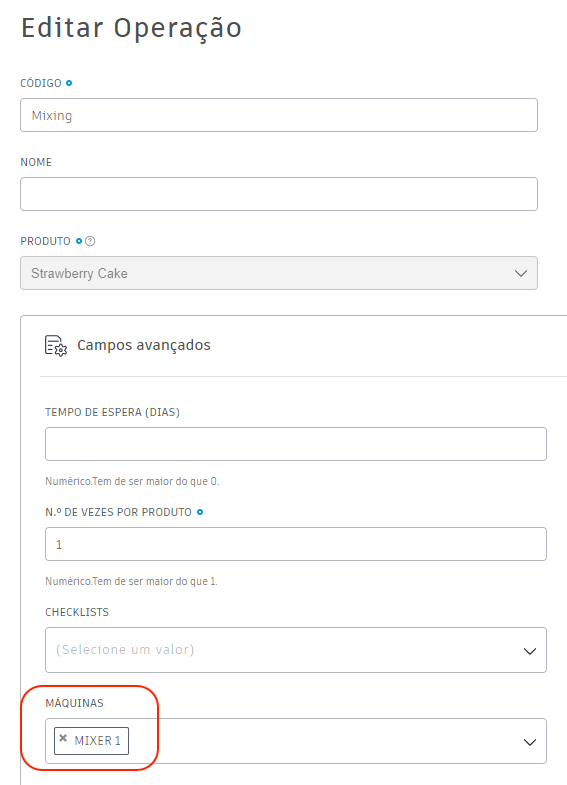 Editar Operação
CÓDIGO
Mixing
NOME
PRODUTO ?
Strawberry Cake
Campos avançados
TEMPO DE ESPERA (DIAS)
Numérico.Tem de ser maior do que 0.
N.º DE VEZES POR PRODUTO
1
Numérico.Tem de ser maior do que 1.
CHECKLISTS
(Selecione um valor)
MÁQUINAS
× MIXER 1